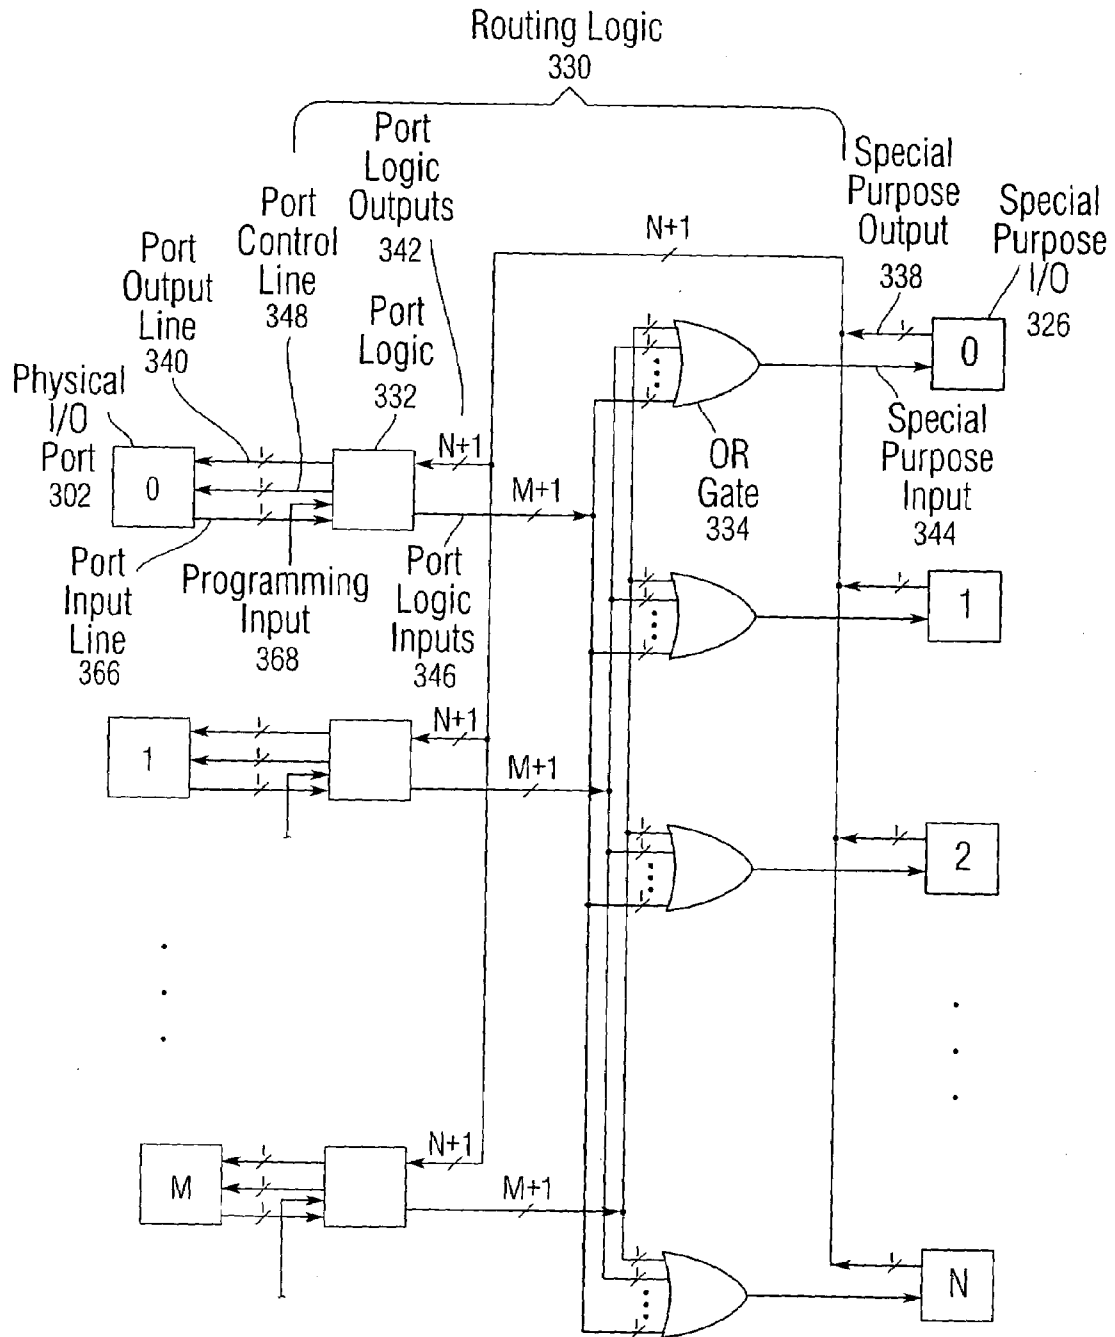 Routing Logic
330
Port
Logic
Outputs
342
Port
Control
Line
348
Port
Output
Line
340
Port
Logic
332
Physical
I/O
Port
302
0
N+1
M+1
N+1
Special
Purpose
Output
338
Special
Purpose
I/O
326
0
OR
Gate
334
Special
Purpose
Input
344
Port
Input
Line
366
Programming
Input
368
Port
Logic
Inputs
346
1
1
N+1
M+1
2
M
N+1
M+1
N